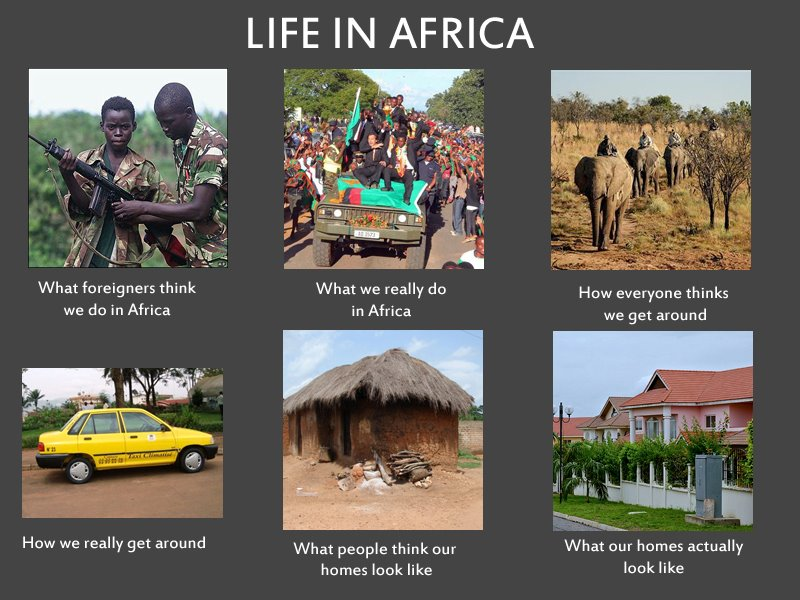 LIFE IN AFRICA
What foreigners think
we do in Africa
What we really do
in Africa
How everyone thinks
we get around
Taxi Climatisé
How we really get around
What people think our
homes look like
What our homes actually
look like